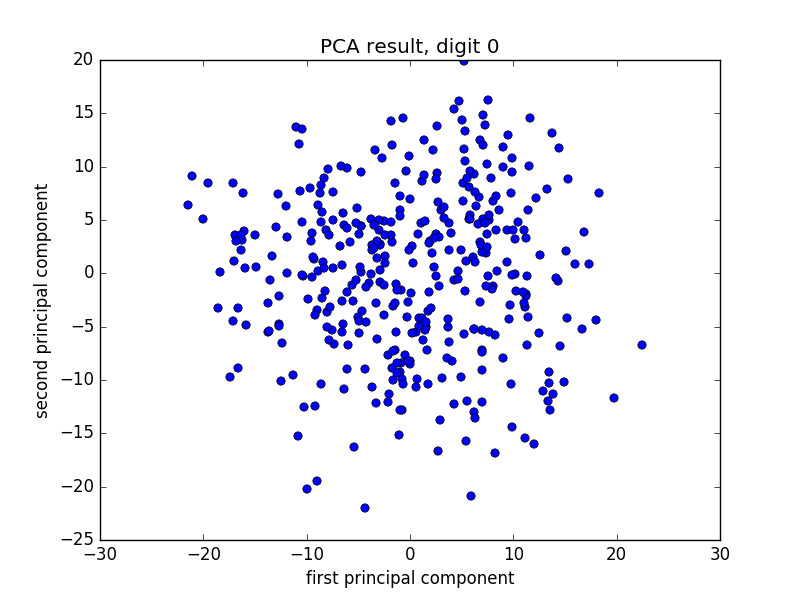 PCA result, digit 0
20
15
10
5
0
−5
−10
−15
−20
−25
second principal component
−30 −20 −10 0 10 20 30
first principal component